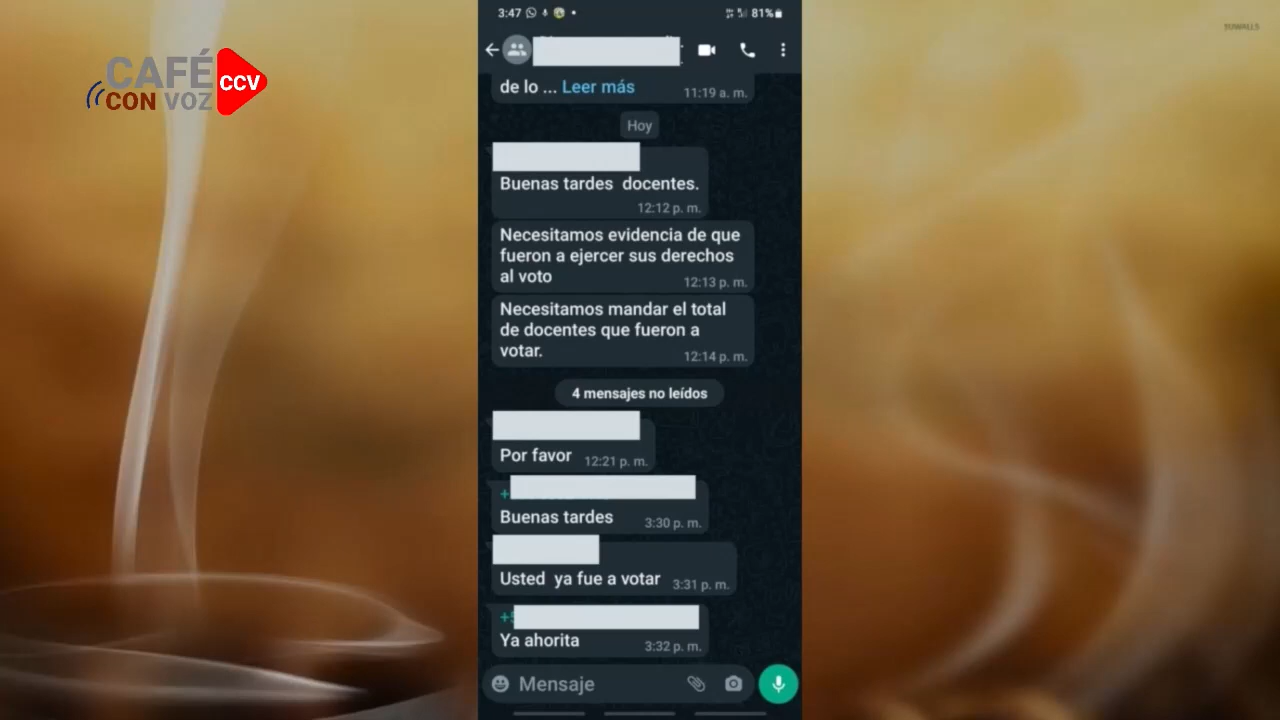 CAFÉ
CON VOZ
CCV
3:47
81%
de lo ... Leer más
11:19 a. m.
Hoy
Buenas tardes docentes.
12:12 p. m.
Necesitamos evidencia de que
fueron a ejercer sus derechos
al voto
12:13 p. m.
Necesitamos mandar el total
de docentes que fueron a
votar.
12:14 p. m.
4 mensajes no leídos
Por favor
12:21 p. m.
+
Buenas tardes
3:30 p. m.
Usted ya fue a votar
3:31 p. m.
Ya ahorita
3:32 p. m.
Mensaje